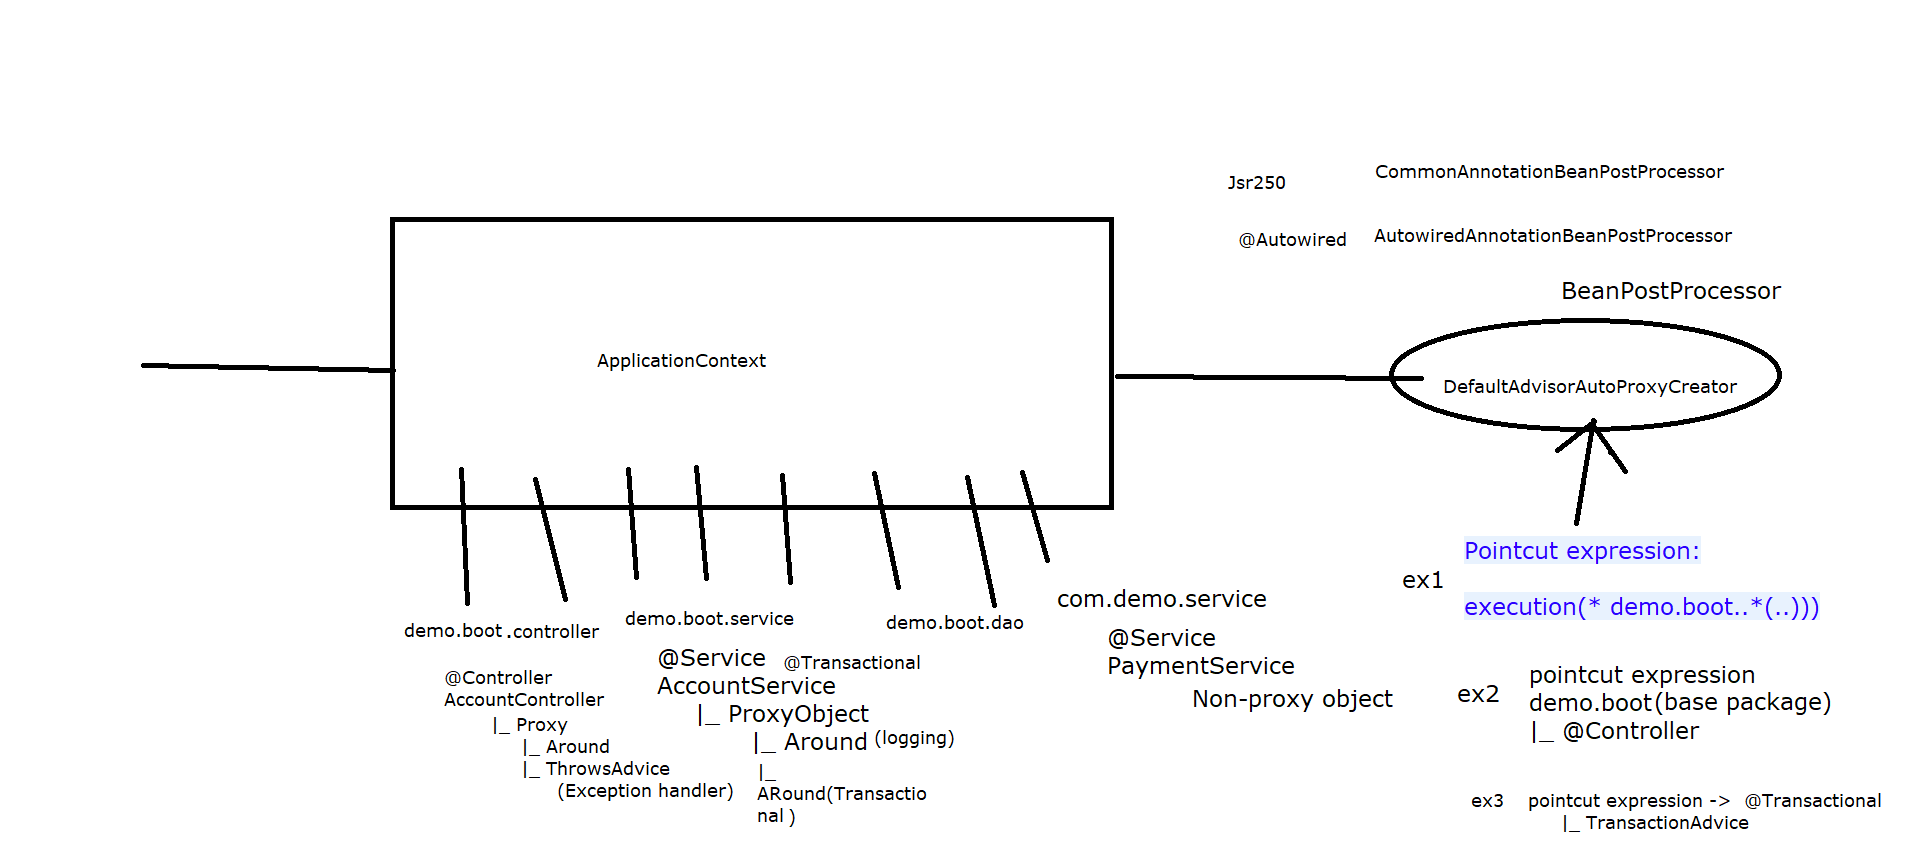 Jsr250
CommonAnnotationBeanPostProcessor
@Autowired
AutowiredAnnotationBeanPostProcessor
BeanPostProcessor
ApplicationContext
DefaultAdvisorAutoProxyCreator
demo.boot.controller
@Controller
AccountController
|_ Proxy
|_ Around
|_ ThrowsAdvice
(Exception handler)
demo.boot.service
@Service @Transactional
AccountService
|_ ProxyObject
|_ Around (logging)
|_
ARound(Transactio
nal )
demo.boot.dao
com.demo.service
@Service
PaymentService
Non-proxy object
ex1
Pointcut expression:
execution(* demo.boot..*(..)))
ex2
pointcut expression
demo.boot(base package)
|_ @Controller
ex3 pointcut expression -> @Transactional
|_ TransactionAdvice